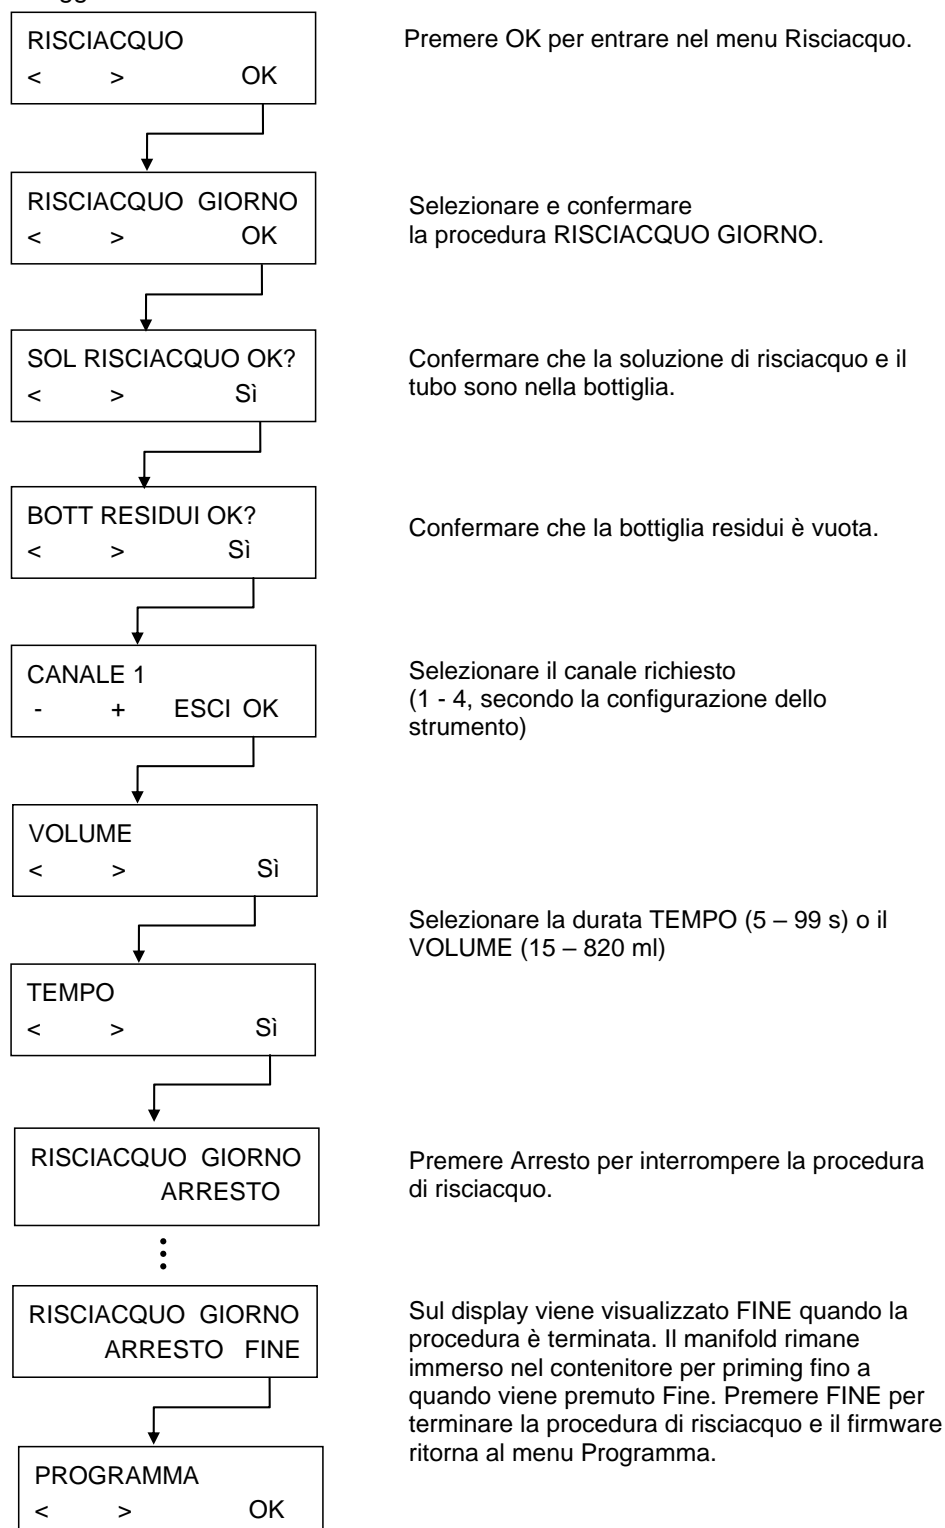 RISCIACQUO
< > OK
Premere OK per entrare nel menu Risciacquo.
RISCIACQUO GIORNO
< > OK
Selezionare e confermare
la procedura RISCIACQUO GIORNO.
SOL RISCIACQUO OK?
< > Sì
Confermare che la soluzione di risciacquo e il
tubo sono nella bottiglia.
BOTT RESIDUI OK?
< > Sì
Confermare che la bottiglia residui è vuota.
CANALE 1
- + ESCI OK
Selezionare il canale richiesto
(1 - 4, secondo la configurazione dello
strumento)
VOLUME
< > Sì
Selezionare la durata TEMPO (5 – 99 s) o il
VOLUME (15 – 820 ml)
TEMPO
< > Sì
RISCIACQUO GIORNO
ARRESTO
Premere Arresto per interrompere la procedura
di risciacquo.
RISCIACQUO GIORNO
ARRESTO FINE
Sul display viene visualizzato FINE quando la
procedura è terminata. Il manifold rimane
immerso nel contenitore per priming fino a
quando viene premuto Fine. Premere FINE per
terminare la procedura di risciacquo e il firmware
ritorna al menu Programma.
PROGRAMMA
< > OK